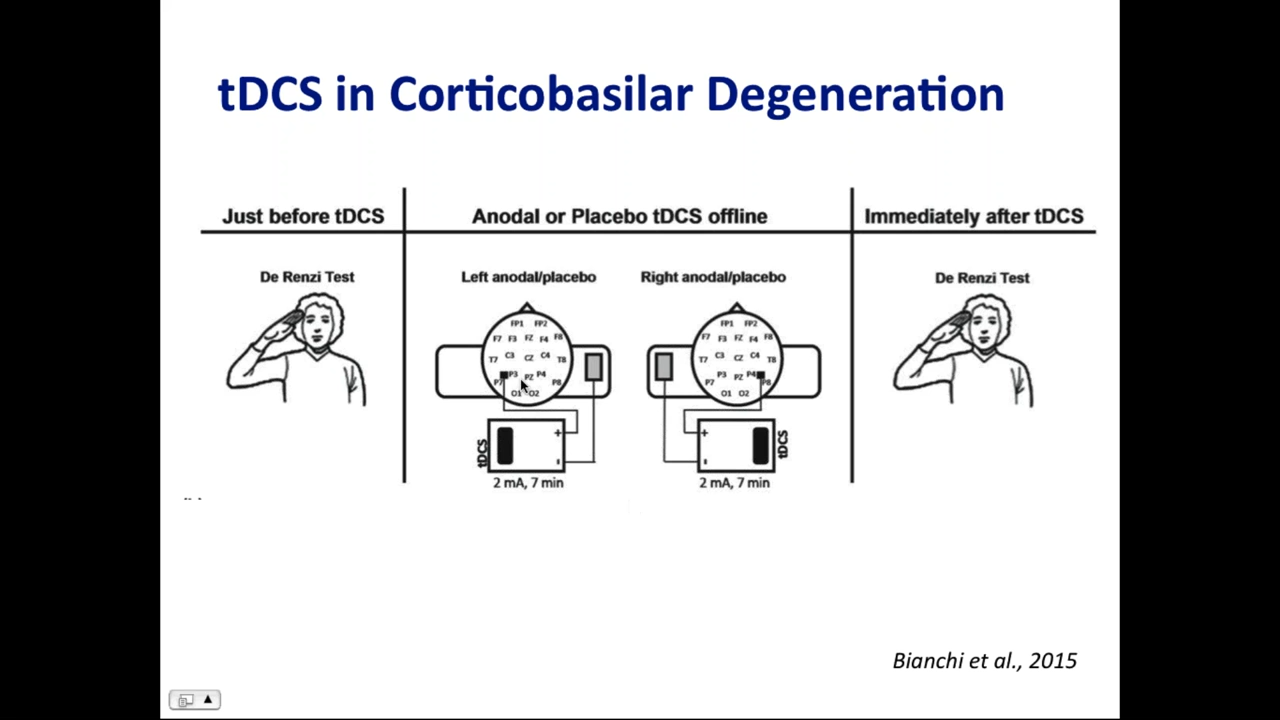 tDCS in Corticobasilar Degeneration
Just before tDCS
Anodal or Placebo tDCS offline
Immediately after tDCS
De Renzi Test
Left anodal/placebo
Right anodal/placebo
De Renzi Test
FP1 FP2
F7 F3 FZ F4 F8
T7 C3 CZ C4 T8
P7 P3 PZ P4 P8
O1 O2
+
-
tDCS
2 mA, 7 min
FP1 FP2
F7 F3 FZ F4 F8
T7 C3 CZ C4 T8
P7 P3 PZ P4 P8
O1 O2
+
-
tDCS
2 mA, 7 min
Bianchi et al., 2015